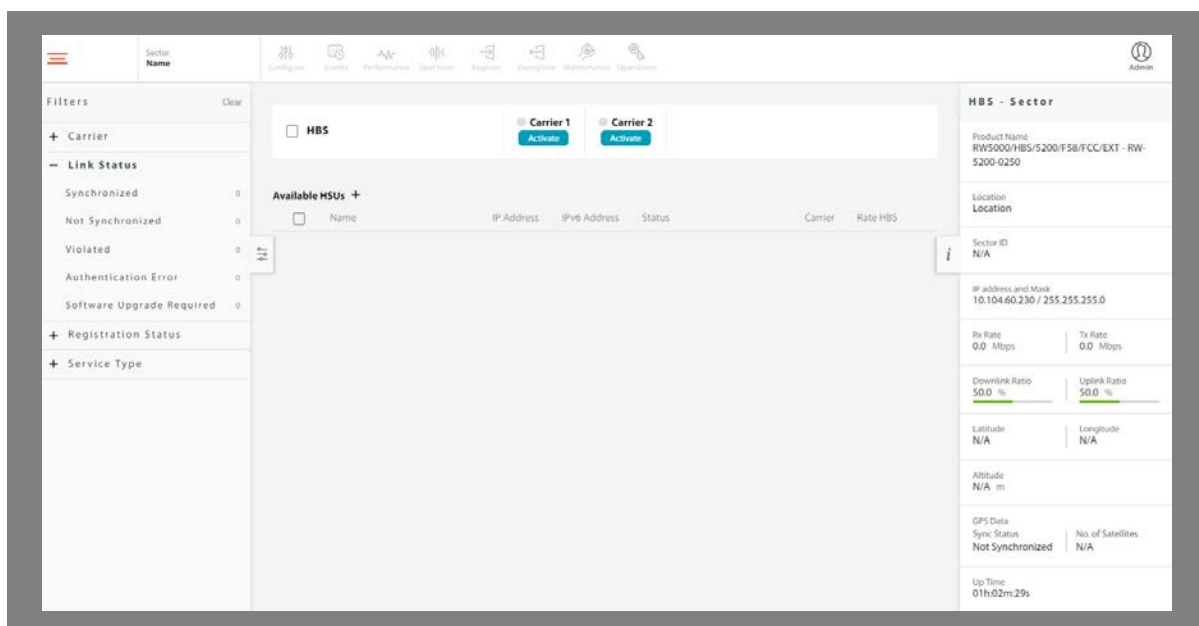 Sector
Name
Configure Events Performance Spectrum Register Deregister Maintenance Operations
Admin
Filters Clear
+ Carrier
− Link Status
Synchronized 0
Not Synchronized 0
Violated 0
Authentication Error 0
Software Upgrade Required 0
+ Registration Status
+ Service Type
HBS
Carrier 1 Carrier 2
Activate Activate
Available HSUs +
Name IP Address IPv6 Address Status Carrier Rate HBS
i
HBS - Sector
Product Name
RW5000/HBS/5200/F58/FCC/EXT - RW-
5200-0250
Location
Location
Sector ID
N/A
IP address and Mask
10.104.60.230 / 255.255.255.0
Rx Rate Tx Rate
0.0 Mbps 0.0 Mbps
Downlink Ratio Uplink Ratio
50.0 % 50.0 %
Latitude Longitude
N/A N/A
Altitude
N/A m
GPS Data
Sync Status No. of Satellites
Not Synchronized N/A
Up Time
01h:02m:29s